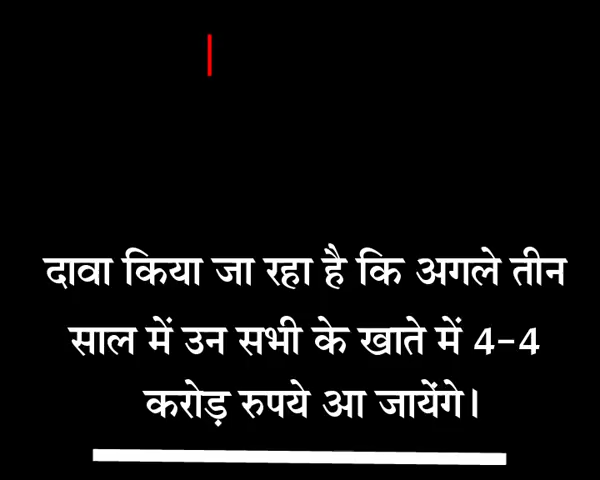 दावा किया जा रहा है कि अगले तीन
साल में उन सभी के खाते में 4-4
करोड़ रुपये आ जायेंगे।